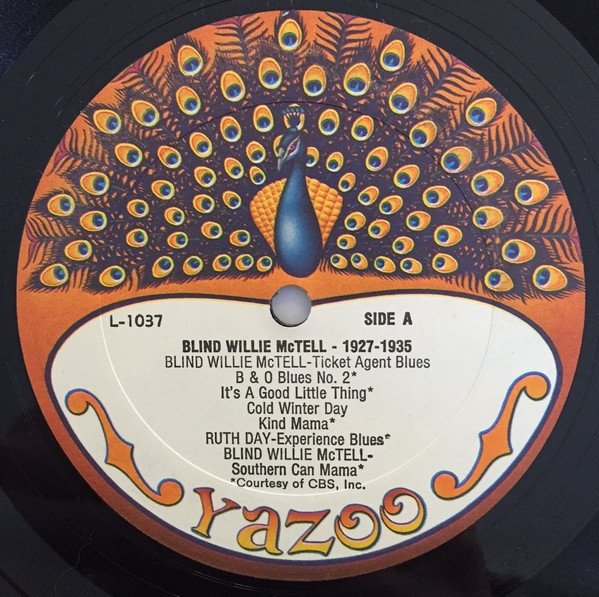 L-1037 SIDE A
BLIND WILLIE McTELL - 1927-1935
BLIND WILLIE McTELL-Ticket Agent Blues
B & O Blues No. 2*
It's A Good Little Thing*
Cold Winter Day
Kind Mama*
RUTH DAY-Experience Blues*
BLIND WILLIE McTELL-
Southern Can Mama*
*Courtesy of CBS, Inc.
Yazoo